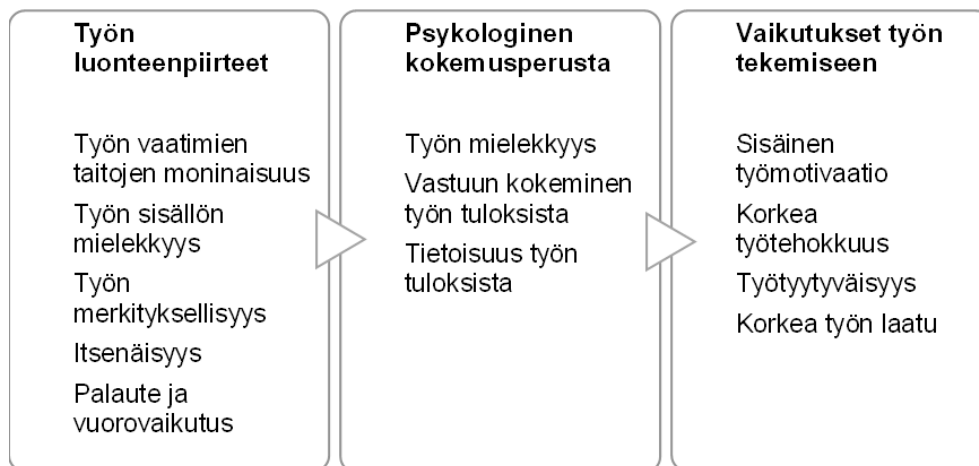 Työn
luonteenpiirteet
Työn vaatimien
taitojen moninaisuus
Työn sisällön
mielekkyys
Työn
merkityksellisyys
Itsenäisyys
Palaute ja
vuorovaikutus
Psykologinen
kokemusperusta
Työn mielekkyys
Vastuun kokeminen
työn tuloksista
Tietoisuus työn
tuloksista
Vaikutukset työn
tekemiseen
Sisäinen
työmotivaatio
Korkea
työtehokkuus
Työtyytyväisyys
Korkea työn laatu